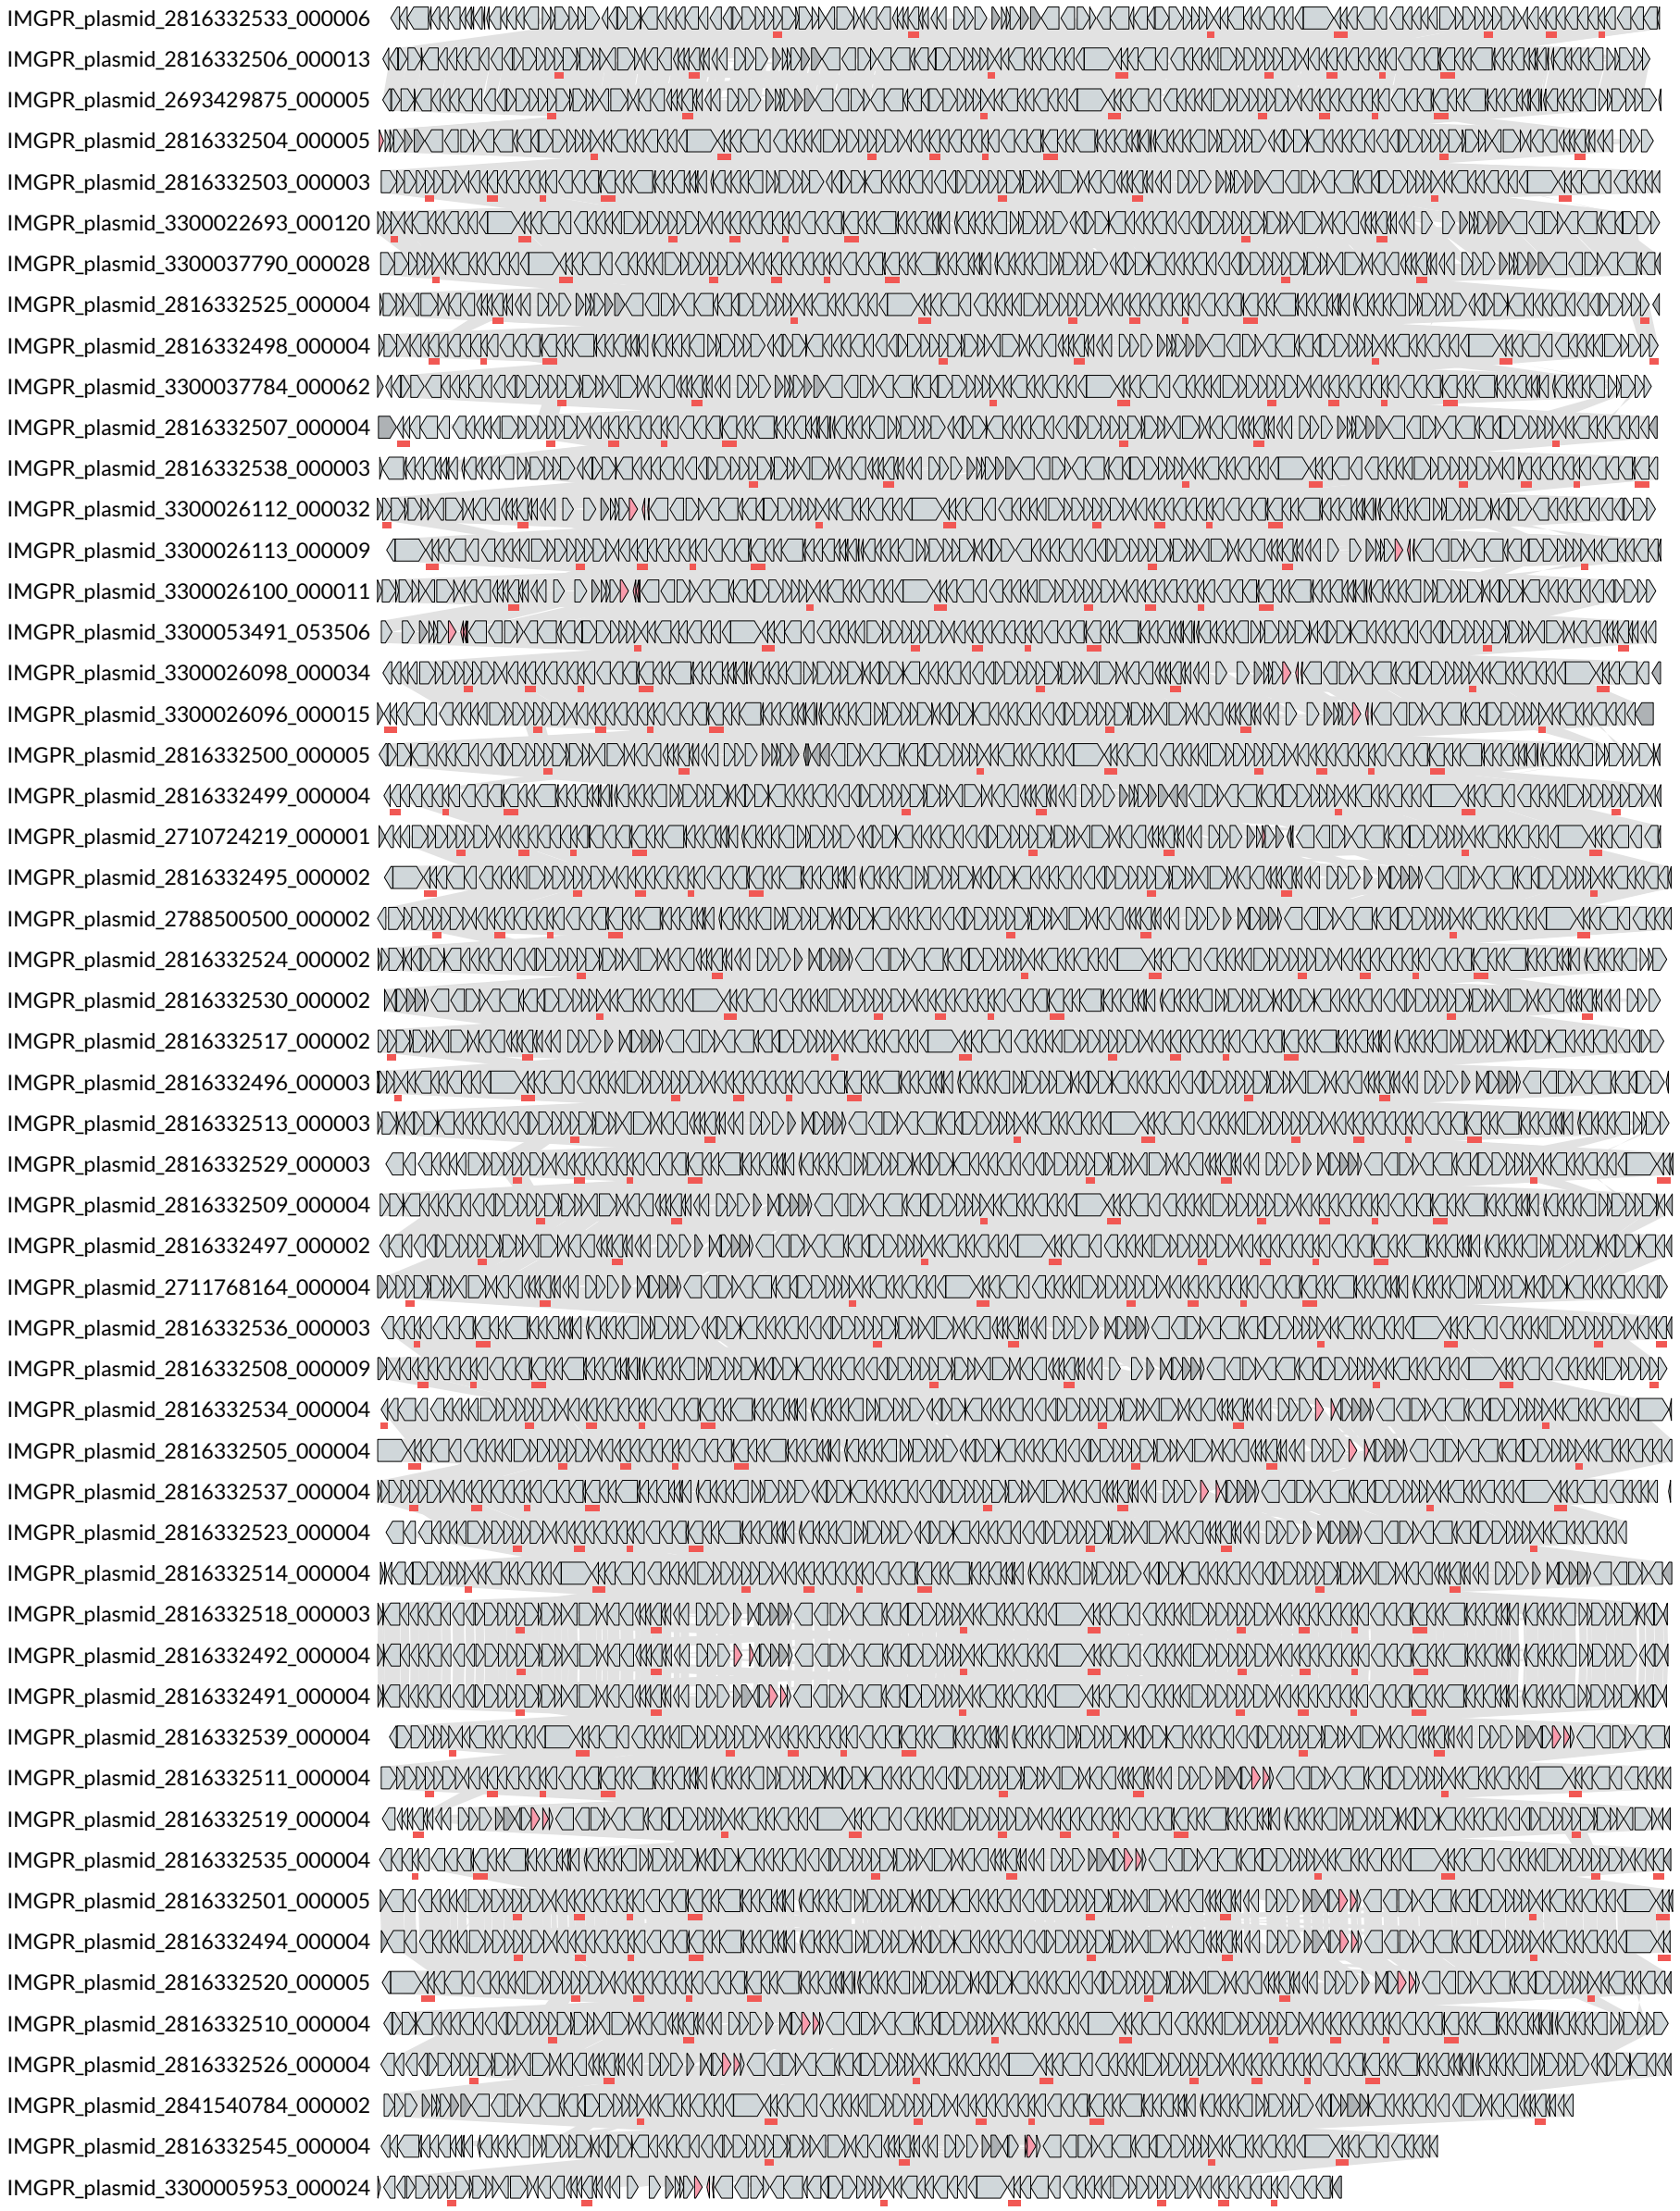 IMGPR_plasmid_2816332533_000006
IMGPR_plasmid_2816332506_000013
IMGPR_plasmid_2693429875_000005
IMGPR_plasmid_2816332504_000005
IMGPR_plasmid_2816332503_000003
IMGPR_plasmid_3300022693_000120
IMGPR_plasmid_3300037790_000028
IMGPR_plasmid_2816332525_000004
IMGPR_plasmid_2816332498_000004
IMGPR_plasmid_3300037784_000062
IMGPR_plasmid_2816332507_000004
IMGPR_plasmid_2816332538_000003
IMGPR_plasmid_3300026112_000032
IMGPR_plasmid_3300026113_000009
IMGPR_plasmid_3300026100_000011
IMGPR_plasmid_3300053491_053506
IMGPR_plasmid_3300026098_000034
IMGPR_plasmid_3300026096_000015
IMGPR_plasmid_2816332500_000005
IMGPR_plasmid_2816332499_000004
IMGPR_plasmid_2710724219_000001
IMGPR_plasmid_2816332495_000002
IMGPR_plasmid_2788500500_000002
IMGPR_plasmid_2816332524_000002
IMGPR_plasmid_2816332530_000002
IMGPR_plasmid_2816332517_000002
IMGPR_plasmid_2816332496_000003
IMGPR_plasmid_2816332513_000003
IMGPR_plasmid_2816332529_000003
IMGPR_plasmid_2816332509_000004
IMGPR_plasmid_2816332497_000002
IMGPR_plasmid_2711768164_000004
IMGPR_plasmid_2816332536_000003
IMGPR_plasmid_2816332508_000009
IMGPR_plasmid_2816332534_000004
IMGPR_plasmid_2816332505_000004
IMGPR_plasmid_2816332537_000004
IMGPR_plasmid_2816332523_000004
IMGPR_plasmid_2816332514_000004
IMGPR_plasmid_2816332518_000003
IMGPR_plasmid_2816332492_000004
IMGPR_plasmid_2816332491_000004
IMGPR_plasmid_2816332539_000004
IMGPR_plasmid_2816332511_000004
IMGPR_plasmid_2816332519_000004
IMGPR_plasmid_2816332535_000004
IMGPR_plasmid_2816332501_000005
IMGPR_plasmid_2816332494_000004
IMGPR_plasmid_2816332520_000005
IMGPR_plasmid_2816332510_000004
IMGPR_plasmid_2816332526_000004
IMGPR_plasmid_2841540784_000002
IMGPR_plasmid_2816332545_000004
IMGPR_plasmid_3300005953_000024